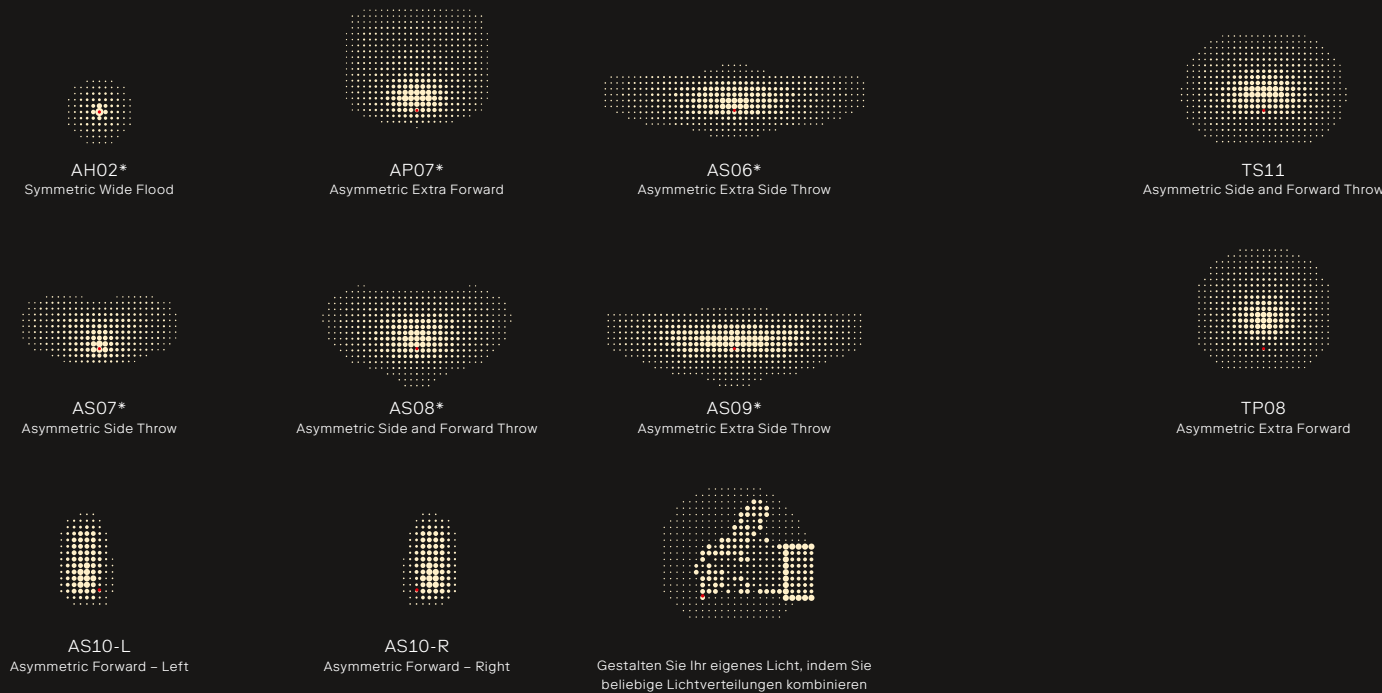 AH02*
Symmetric Wide Flood
AP07*
Asymmetric Extra Forward
AS06*
Asymmetric Extra Side Throw
TS11
Asymmetric Side and Forward Throw
AS07*
Asymmetric Side Throw
AS08*
Asymmetric Side and Forward Throw
AS09*
Asymmetric Extra Side Throw
TP08
Asymmetric Extra Forward
AS10-L
Asymmetric Forward – Left
AS10-R
Asymmetric Forward – Right
Gestalten Sie Ihr eigenes Licht, indem Sie
beliebige Lichtverteilungen kombinieren